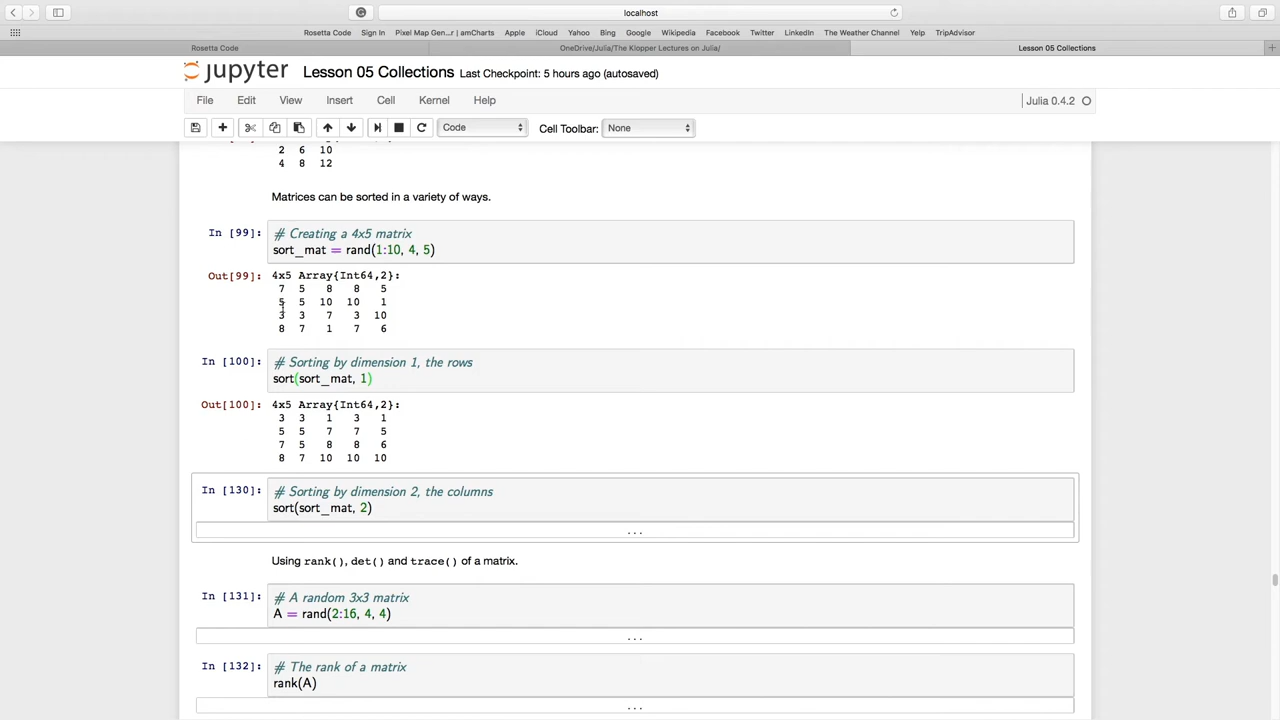 localhost
Rosetta Code Sign In Pixel Map Gen...r | amCharts Apple iCloud Yahoo Bing Google Wikipedia Facebook Twitter LinkedIn The Weather Channel Yelp TripAdvisor
Rosetta Code OneDrive/Julia/The Klopper Lectures on Julia/ Lesson 05 Collections
jupyter Lesson 05 Collections Last Checkpoint: 5 hours ago (autosaved)
File Edit View Insert Cell Kernel Help Julia 0.4.2
Code Cell Toolbar: None
2 6 10
4 8 12
Matrices can be sorted in a variety of ways.
In [99]: # Creating a 4x5 matrix
sort_mat = rand(1:10, 4, 5)
Out[99]: 4x5 Array{Int64,2}:
7 5 8 8 5
5 5 10 10 1
3 3 7 3 10
8 7 1 7 6
In [100]: # Sorting by dimension 1, the rows
sort(sort_mat, 1)
Out[100]: 4x5 Array{Int64,2}:
3 3 1 3 1
5 5 7 7 5
7 5 8 8 6
8 7 10 10 10
In [130]: # Sorting by dimension 2, the columns
sort(sort_mat, 2)
...
Using rank(), det() and trace() of a matrix.
In [131]: # A random 3x3 matrix
A = rand(2:16, 4, 4)
...
In [132]: # The rank of a matrix
rank(A)
...